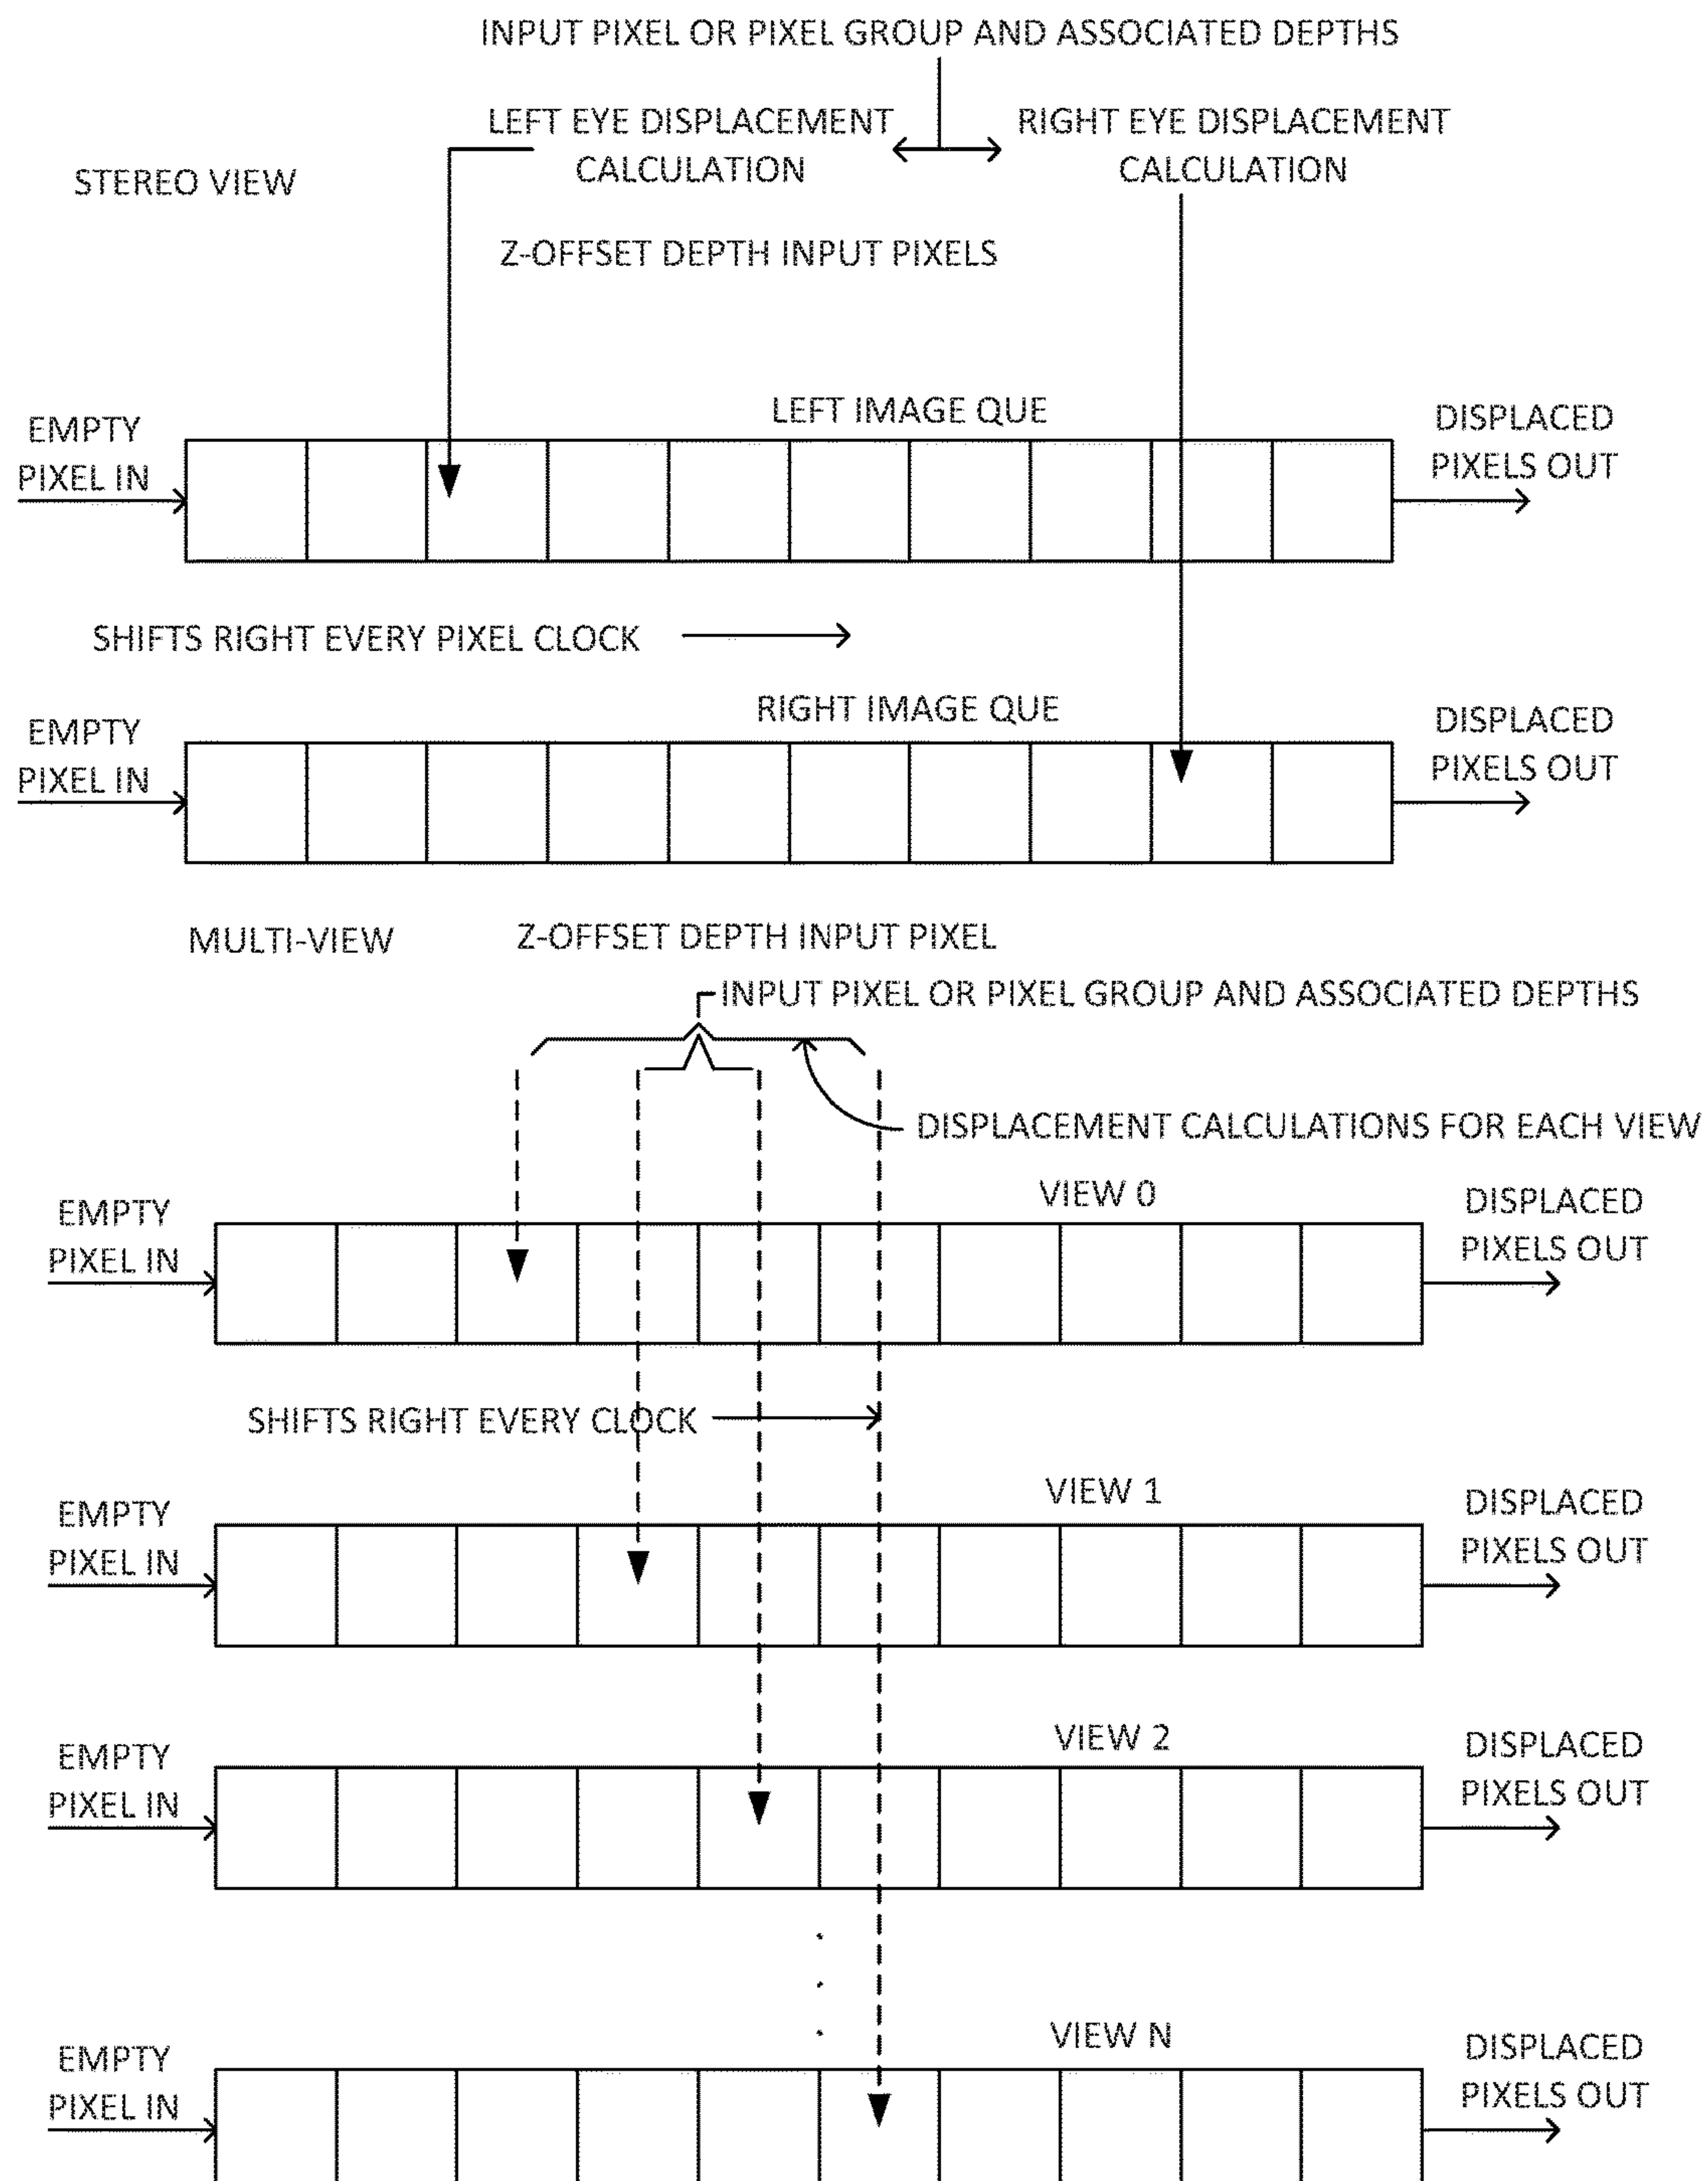 INPUT PIXEL OR PIXEL GROUP AND ASSOCIATED DEPTHS
LEFT EYE DISPLACEMENT
CALCULATION
RIGHT EYE DISPLACEMENT
CALCULATION
STEREO VIEW
Z-OFFSET DEPTH INPUT PIXELS
LEFT IMAGE QUE
EMPTY
PIXEL IN
DISPLACED
PIXELS OUT
SHIFTS RIGHT EVERY PIXEL CLOCK
RIGHT IMAGE QUE
EMPTY
PIXEL IN
DISPLACED
PIXELS OUT
MULTI-VIEW
Z-OFFSET DEPTH INPUT PIXEL
INPUT PIXEL OR PIXEL GROUP AND ASSOCIATED DEPTHS
DISPLACEMENT CALCULATIONS FOR EACH VIEW
VIEW 0
EMPTY
PIXEL IN
DISPLACED
PIXELS OUT
SHIFTS RIGHT EVERY CLOCK
VIEW 1
EMPTY
PIXEL IN
DISPLACED
PIXELS OUT
VIEW 2
EMPTY
PIXEL IN
DISPLACED
PIXELS OUT
VIEW N
EMPTY
PIXEL IN
DISPLACED
PIXELS OUT